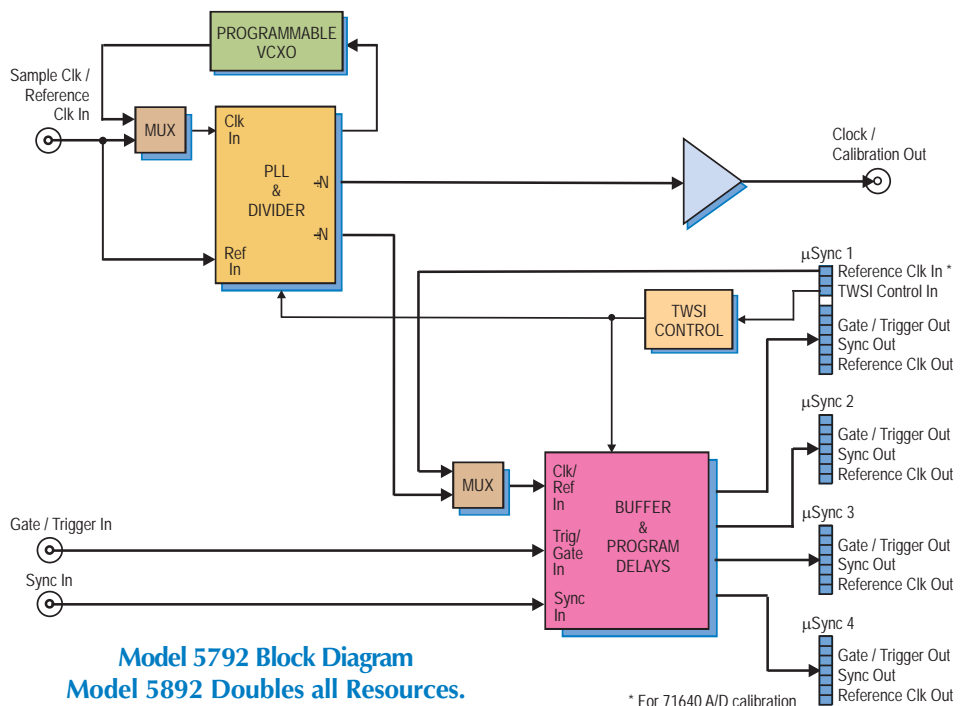 PROGRAMMABLE
VCXO
Sample Clk /
Reference
Clk In
MUX
Clk
In
PLL
&
DIVIDER
÷N
÷N
Ref
In
Clock /
Calibration Out
μSync 1
Reference Clk In *
TWSI Control In
Gate / Trigger Out
Sync Out
Reference Clk Out
TWSI
CONTROL
μSync 2
Gate / Trigger Out
Sync Out
Reference Clk Out
MUX
Clk/
Ref
In
Trig/
Gate
In
Sync
In
BUFFER
&
PROGRAM
DELAYS
Gate / Trigger In
Sync In
μSync 3
Gate / Trigger Out
Sync Out
Reference Clk Out
μSync 4
Gate / Trigger Out
Sync Out
Reference Clk Out
Model 5792 Block Diagram
Model 5892 Doubles all Resources.
* For 71640 A/D calibration